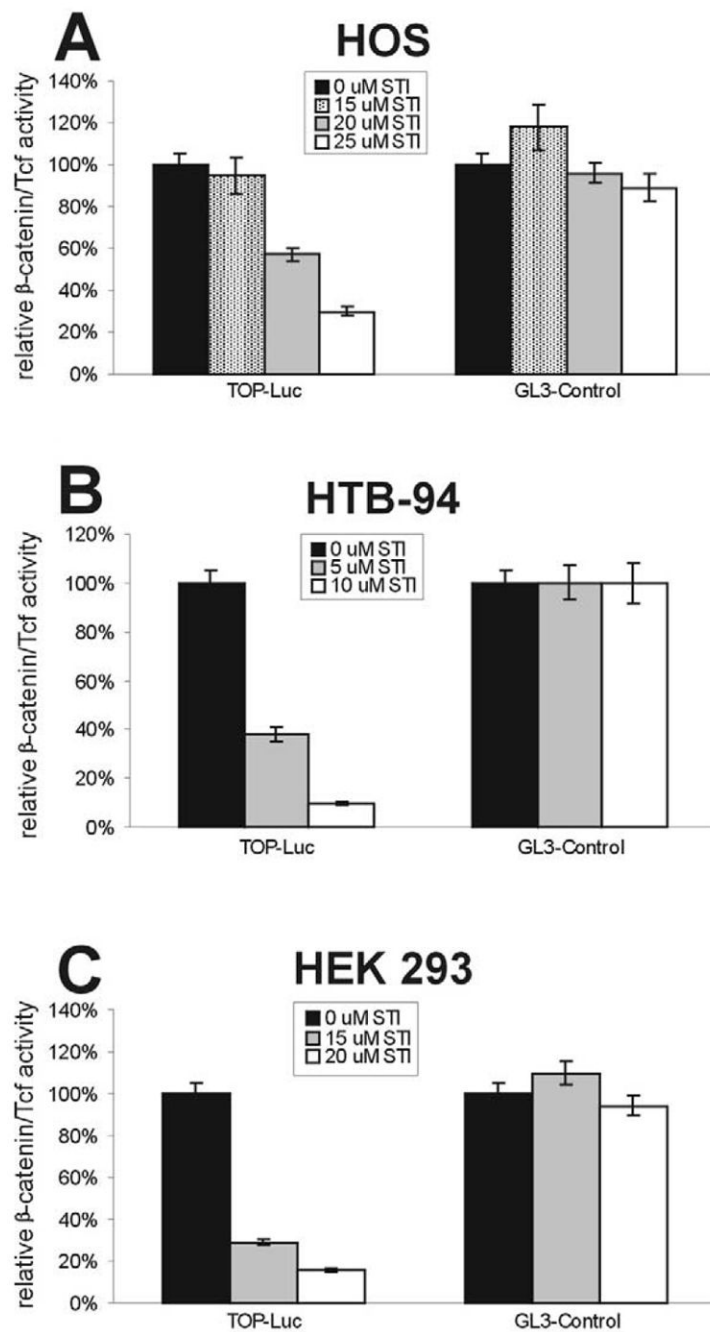 A HOS
relative β-catenin/Tcf activity
140%
120%
100%
80%
60%
40%
20%
0%
0 uM STI
15 uM STI
20 uM STI
25 uM STI
TOP-Luc GL3-Control
B HTB-94
relative β-catenin/Tcf activity
120%
100%
80%
60%
40%
20%
0%
0 uM STI
5 uM STI
10 uM STI
TOP-Luc GL3-Control
C HEK 293
relative β-catenin/Tcf activity
140%
120%
100%
80%
60%
40%
20%
0%
0 uM STI
15 uM STI
20 uM STI
TOP-Luc GL3-Control